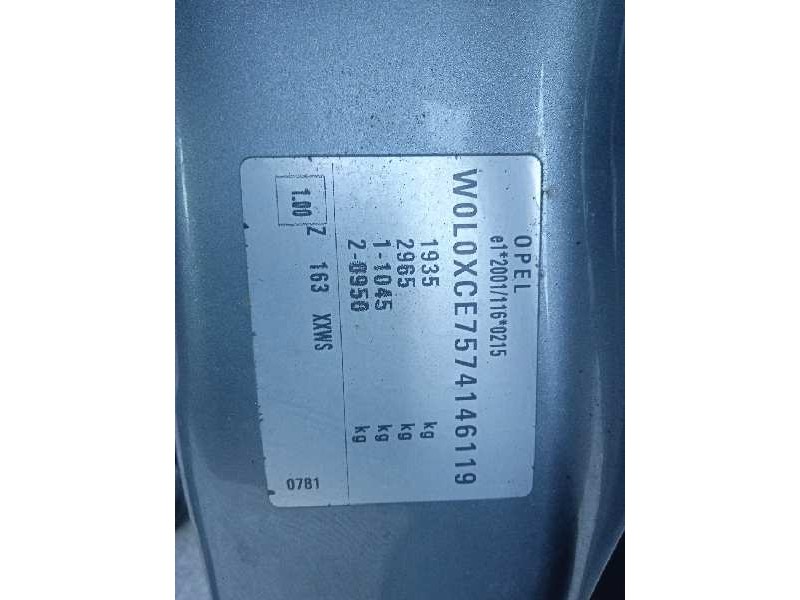 OPEL
e1*2001/116*0215
W0L0XCE7574146119
1935 kg
2965 kg
1-1045 kg
2-0950 kg
1.00 Z 163 XXWS
0781